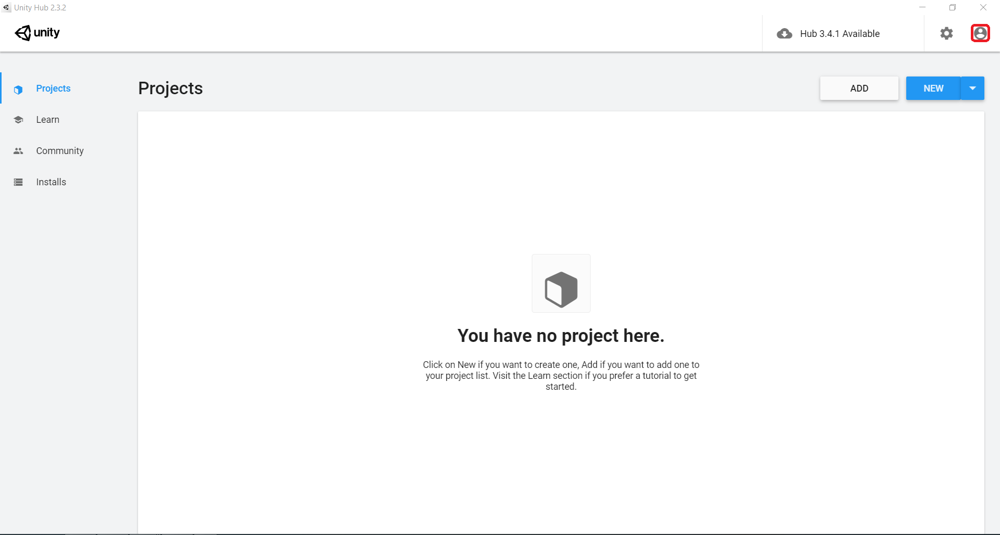 Unity Hub 2.3.2
unity
Hub 3.4.1 Available
Projects
Learn
Community
Installs
Projects
ADD
NEW
You have no project here.
Click on New if you want to create one, Add if you want to add one to
your project list. Visit the Learn section if you prefer a tutorial to get
started.